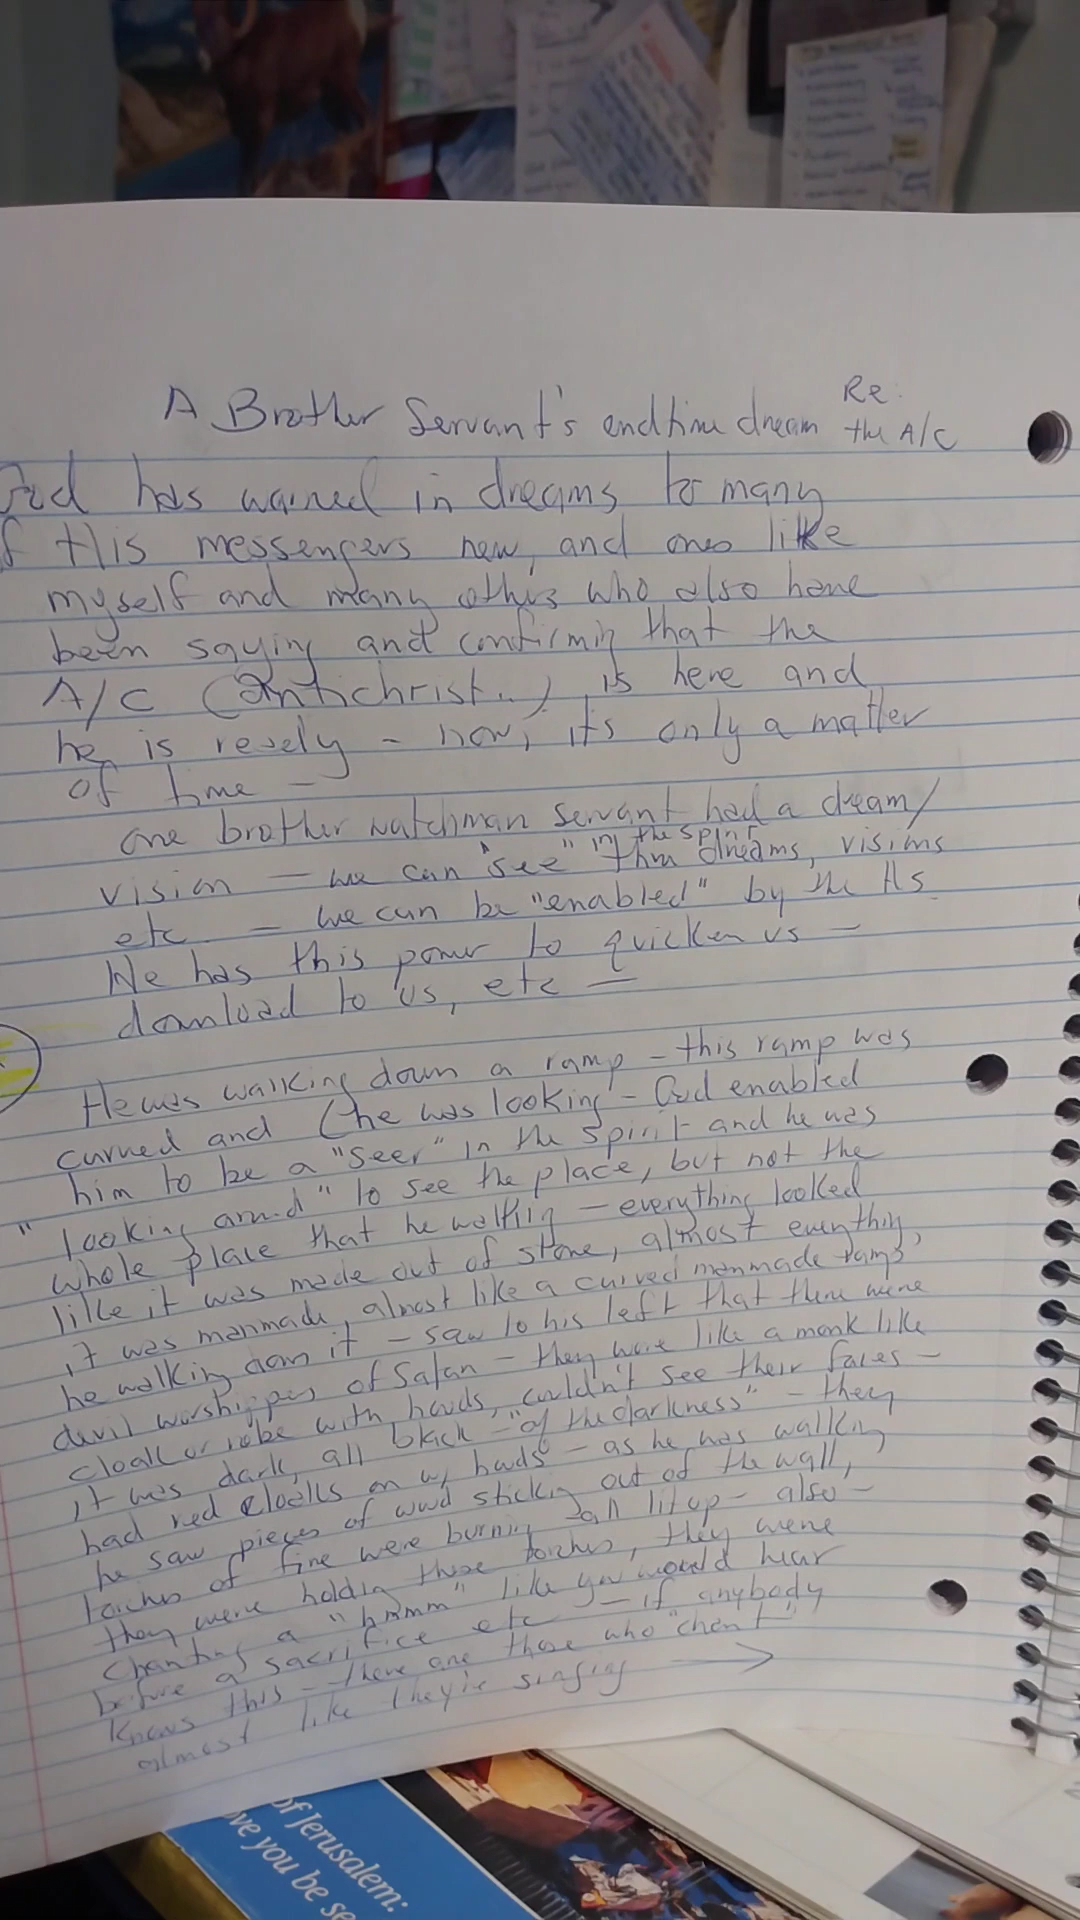 A Brother Servant's endtime dream Re:
the A/C
God has warned in dreams to many
of His messengers now, and ones like
myself and many others who also have
been saying and confirmin that the
A/C (Antichrist..) is here and
he is ready - now, it's only a matter
of time -
one brother watchman servant had a dream/
vision - we can "see" in the spirit thru dreams, visions
etc - we can be "enabled" by the HS
He has this power to quicken us -
download to us, etc -
He was walking down a ramp - this ramp was
curved and (he was looking - God enabled
him to be a "seer" in the spirit and he was
"looking around" to see the place, but not the
whole place that he walking - everything looked
like it was made out of stone, almost everything,
it was manmade, almost like a curved manmade ramp,
he walking down it - saw to his left that there were
devil worshippers of Satan - they wore like a monk like
cloak or robe with hoods, couldn't see their faces -
it was dark, all black - "of the darkness" - they
had red cloaks on w/ hoods - as he was walkin
he saw pieces of wood stickin out of the wall,
torches of fire were burning all lit up - also -
they were holding these torches, they were
chanting a "hmmm" like you would hear
before a sacrifice etc - if anybody
knows this - there are those who "chant"
almost like they're singing →
of Jerusalem:
ove you be se